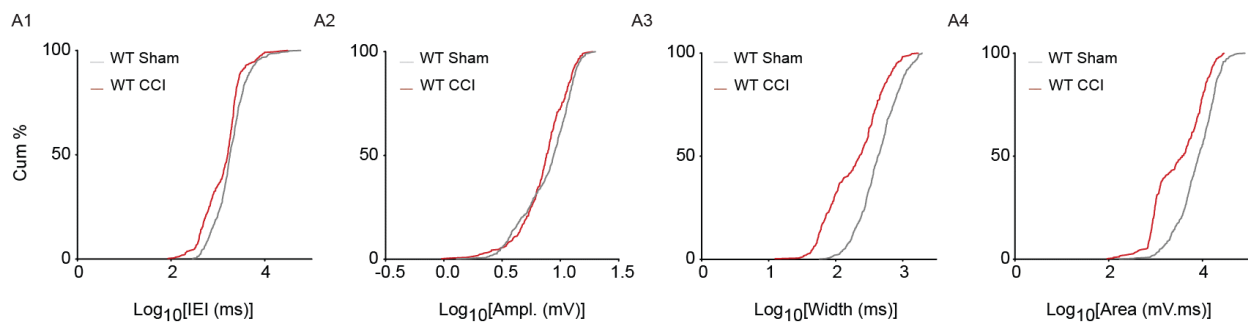 A1
100
WT Sham
WT CCI
50
0
Cum %
0
2
4
Log10[IEI (ms)]
A2
100
WT Sham
WT CCI
50
0
-0.5
0.0
0.5
1.0
1.5
Log10[Ampl. (mV)]
A3
100
WT Sham
WT CCI
50
0
0
1
2
3
Log10[Width (ms)]
A4
100
WT Sham
WT CCI
50
0
0
2
4
Log10[Area (mV.ms)]